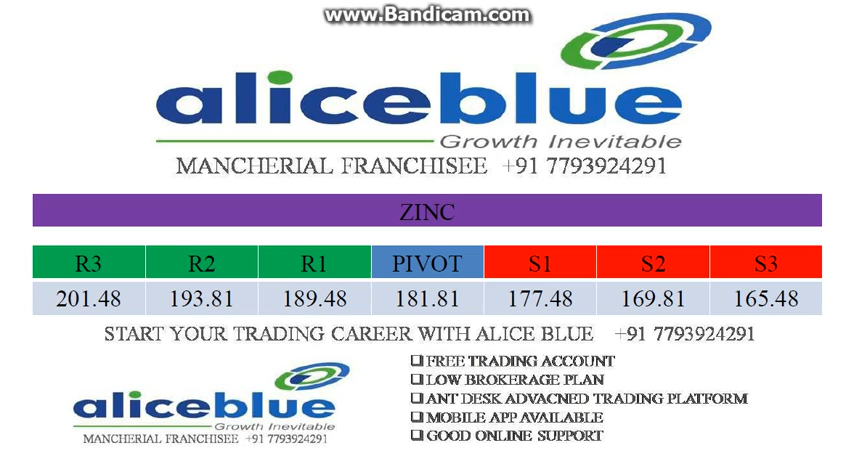 www.Bandicam.com
aliceblue
Growth Inevitable
MANCHERIAL FRANCHISEE +91 7793924291
ZINC
R3 R2 R1 PIVOT S1 S2 S3
201.48 193.81 189.48 181.81 177.48 169.81 165.48
START YOUR TRADING CAREER WITH ALICE BLUE +91 7793924291
aliceblue
Growth Inevitable
MANCHERIAL FRANCHISEE +91 7793924291
❑ FREE TRADING ACCOUNT
❑ LOW BROKERAGE PLAN
❑ ANT DESK ADVACNED TRADING PLATFORM
❑ MOBILE APP AVAILABLE
❑ GOOD ONLINE SUPPORT